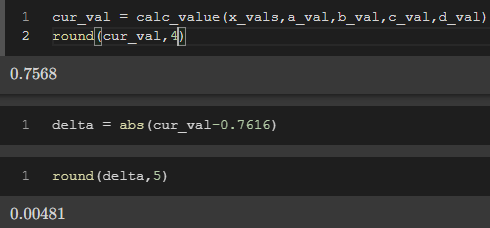 1 cur_val = calc_value(x_vals,a_val,b_val,c_val,d_val)
2 round(cur_val,4)
0.7568
1 delta = abs(cur_val-0.7616)
1 round(delta,5)
0.00481